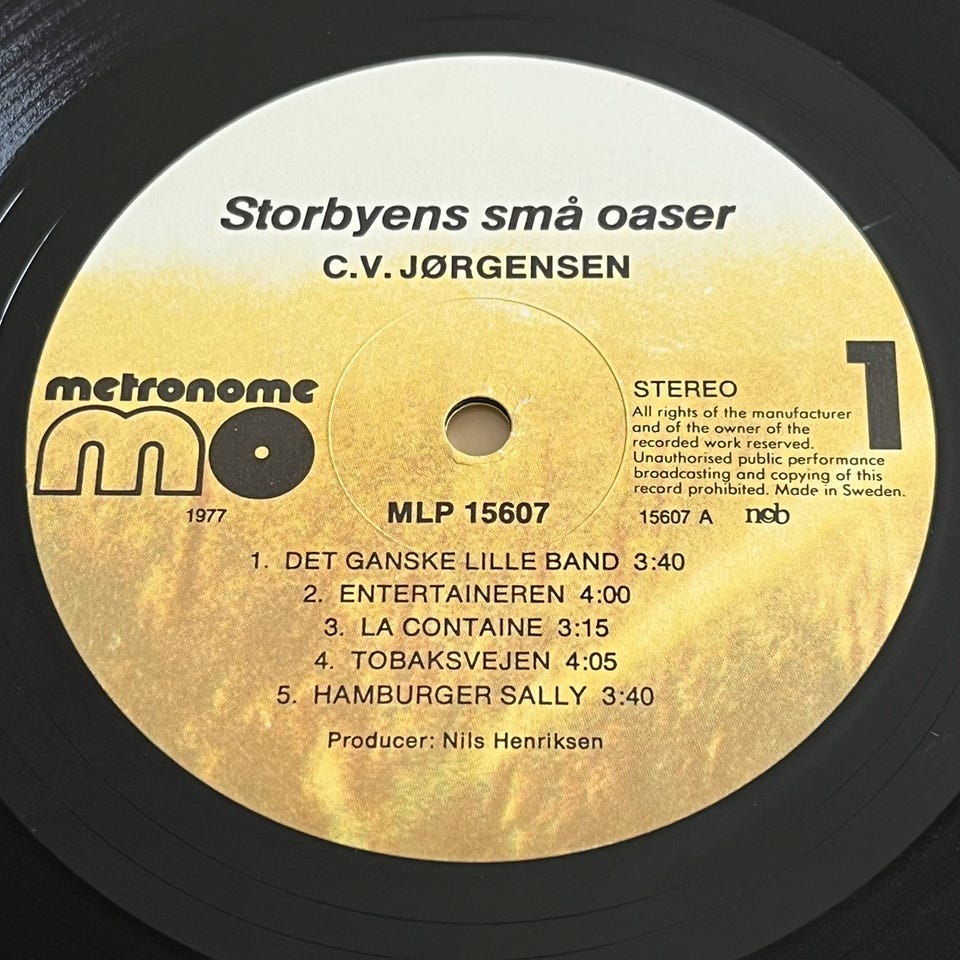 Storbyens små oaser
C.V. JØRGENSEN
metronome
mo
1977
MLP 15607
STEREO
All rights of the manufacturer
and of the owner of the
recorded work reserved.
Unauthorised public performance
broadcasting and copying of this
record prohibited. Made in Sweden.
15607 A ncb
1
1. DET GANSKE LILLE BAND 3:40
2. ENTERTAINEREN 4:00
3. LA CONTAINE 3:15
4. TOBAKSVEJEN 4:05
5. HAMBURGER SALLY 3:40
Producer: Nils Henriksen